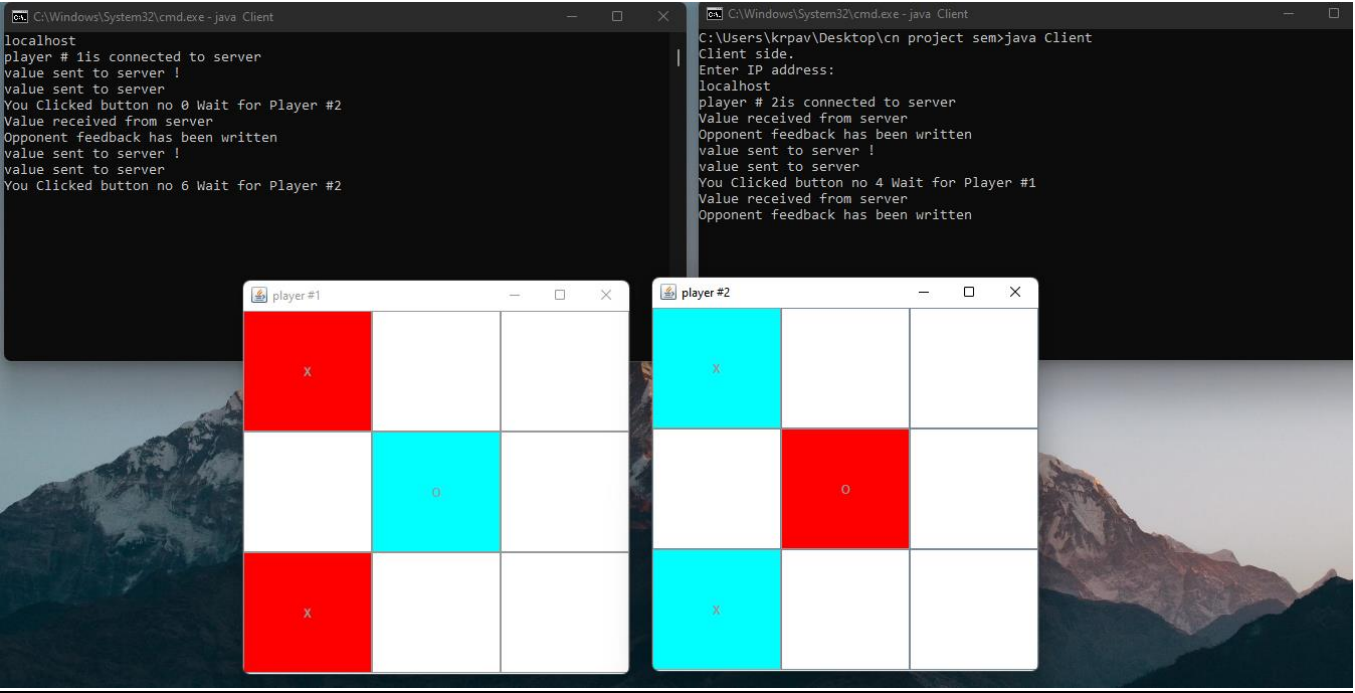 C:\Windows\System32\cmd.exe - java  Client
localhost
player # 1is connected to server
value sent to server !
value sent to server
You Clicked button no 0 Wait for Player #2
Value received from server
Opponent feedback has been written
value sent to server !
value sent to server
You Clicked button no 6 Wait for Player #2
C:\Windows\System32\cmd.exe - java  Client
C:\Users\krpav\Desktop\cn project sem>java Client
Client side.
Enter IP address:
localhost
player # 2is connected to server
Value received from server
Opponent feedback has been written
value sent to server !
value sent to server
You Clicked button no 4 Wait for Player #1
Value received from server
Opponent feedback has been written
player #1
X
O
X
player #2
X
O
X